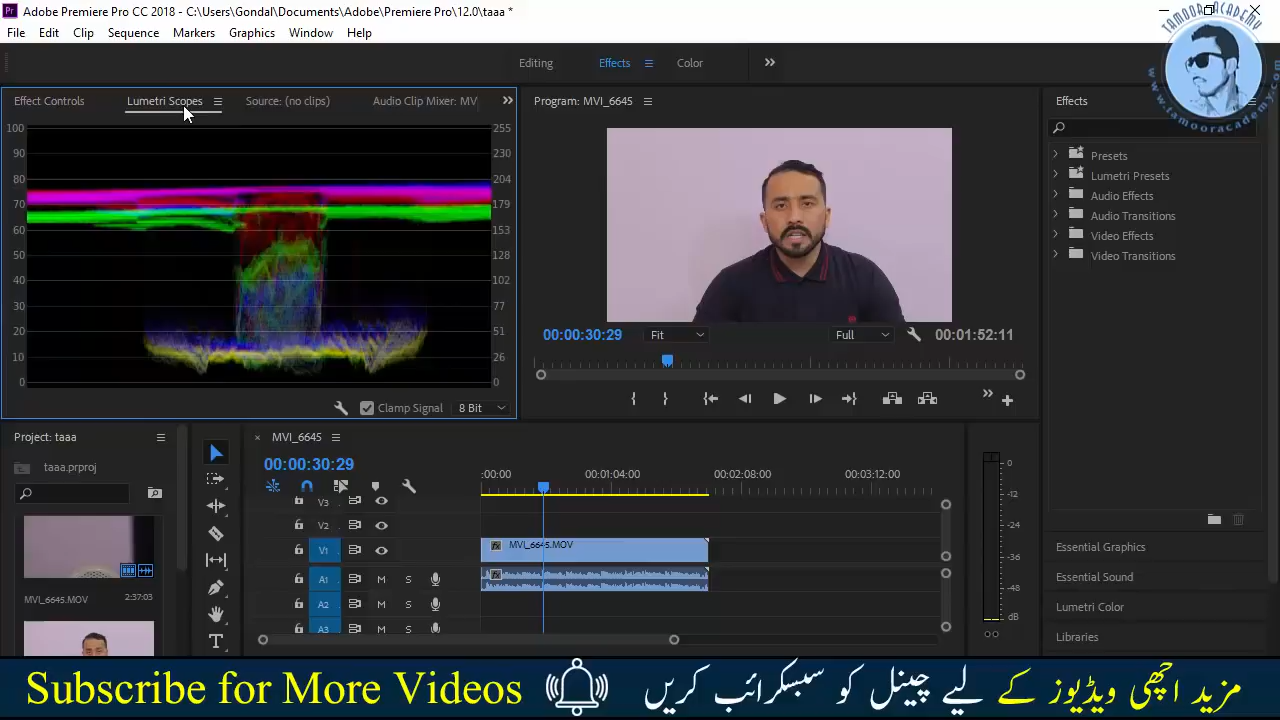 Adobe Premiere Pro CC 2018 - C:\Users\Gondal\Documents\Adobe\Premiere Pro\12.0\taaa *
File Edit Clip Sequence Markers Graphics Window Help
TAMOOR ACADEMY
www.tamooracademy.com
Editing Effects Color
Effect Controls Lumetri Scopes Source: (no clips) Audio Clip Mixer: MV
Program: MVI_6645
Effects
100 255
90 230
80 204
70 179
60 153
50 128
40 102
30 77
20 51
10 26
0 0
Clamp Signal 8 Bit
00:00:30:29 Fit Full 00:01:52:11
Presets
Lumetri Presets
Audio Effects
Audio Transitions
Video Effects
Video Transitions
Essential Graphics
Essential Sound
Lumetri Color
Libraries
Project: taaa
taaa.prproj
MVI_6645.MOV 2:37:03
MVI_6645
00:00:30:29
:00:00 00:01:04:00 00:02:08:00 00:03:12:00
V3
V2
V1 MVI_6645.MOV
A1 M S
A2 M S
A3 M S
0
-12
-24
-36
-48
dB
Subscribe for More Videos
مزید اچھی ویڈیوز کے لیے چینل کو سبسکرائب کریں